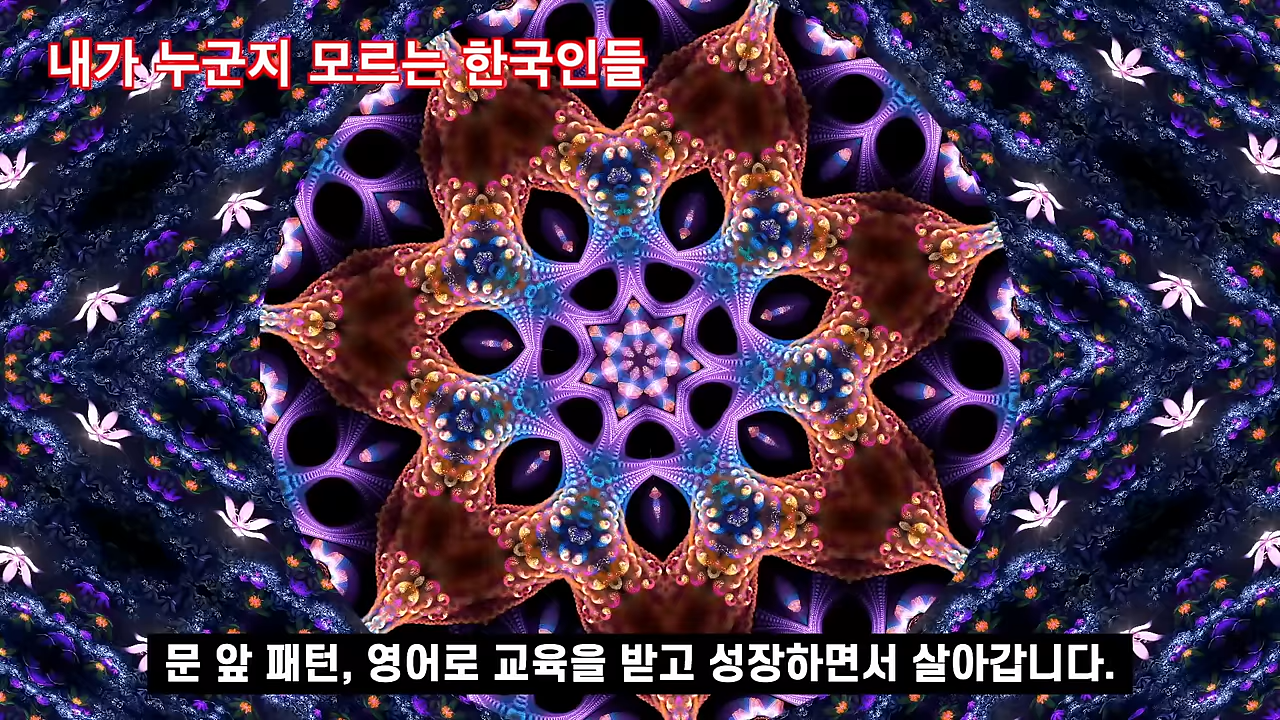 내가 누군지 모르는 한국인들
문 앞 패턴, 영어로 교육을 받고 성장하면서 살아갑니다.